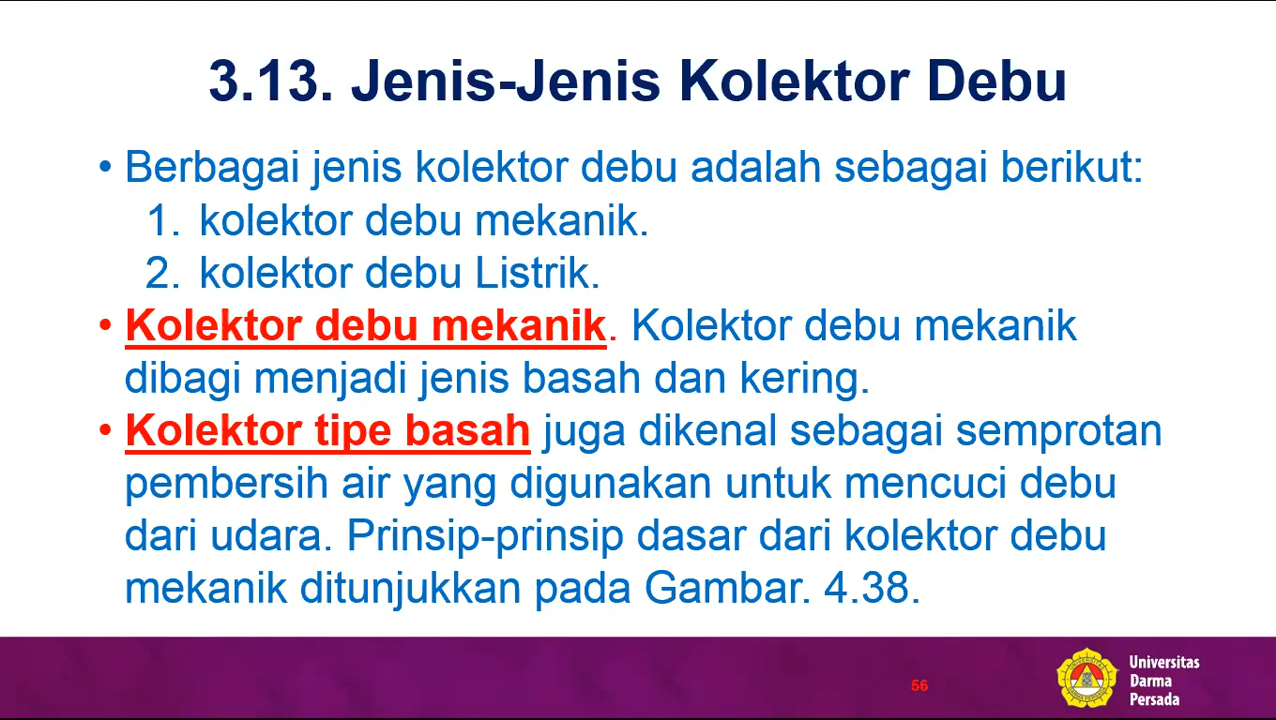 3.13. Jenis-Jenis Kolektor Debu
• Berbagai jenis kolektor debu adalah sebagai berikut:
1. kolektor debu mekanik.
2. kolektor debu Listrik.
• Kolektor debu mekanik. Kolektor debu mekanik
dibagi menjadi jenis basah dan kering.
• Kolektor tipe basah juga dikenal sebagai semprotan
pembersih air yang digunakan untuk mencuci debu
dari udara. Prinsip-prinsip dasar dari kolektor debu
mekanik ditunjukkan pada Gambar. 4.38.
56
Universitas
Darma
Persada